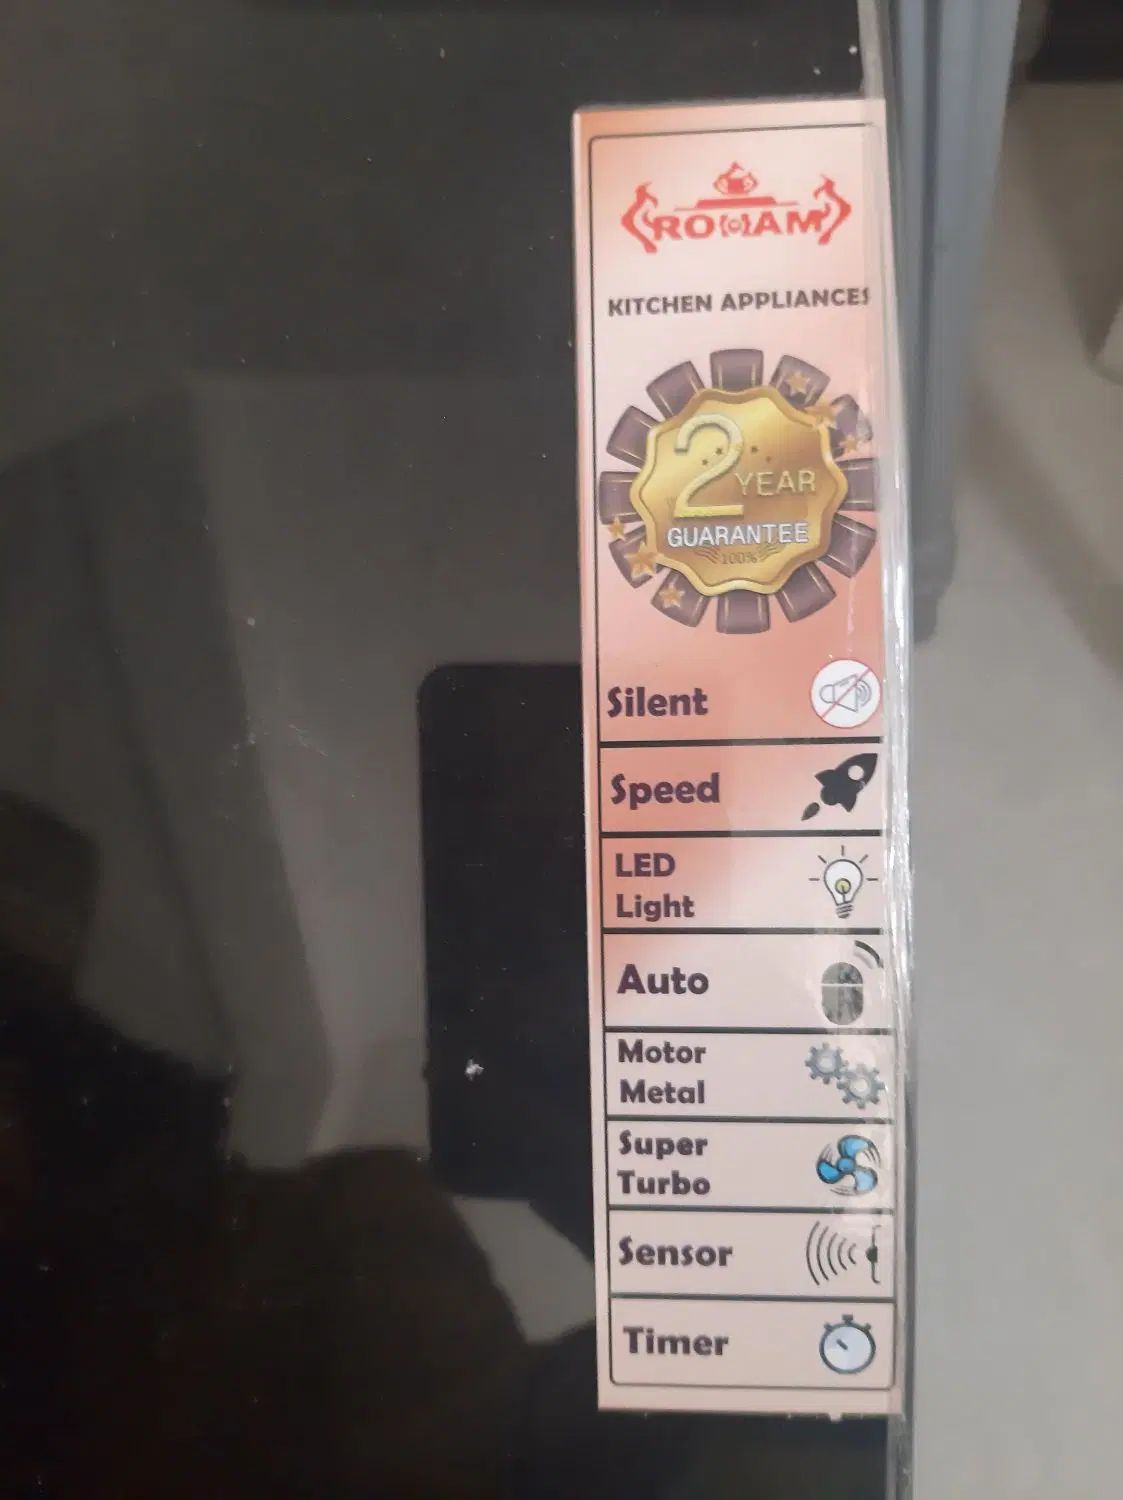 ROHAM
KITCHEN APPLIANCES
2
YEAR
GUARANTEE
100%
Silent
Speed
LED
Light
Auto
Motor
Metal
Super
Turbo
Sensor
Timer